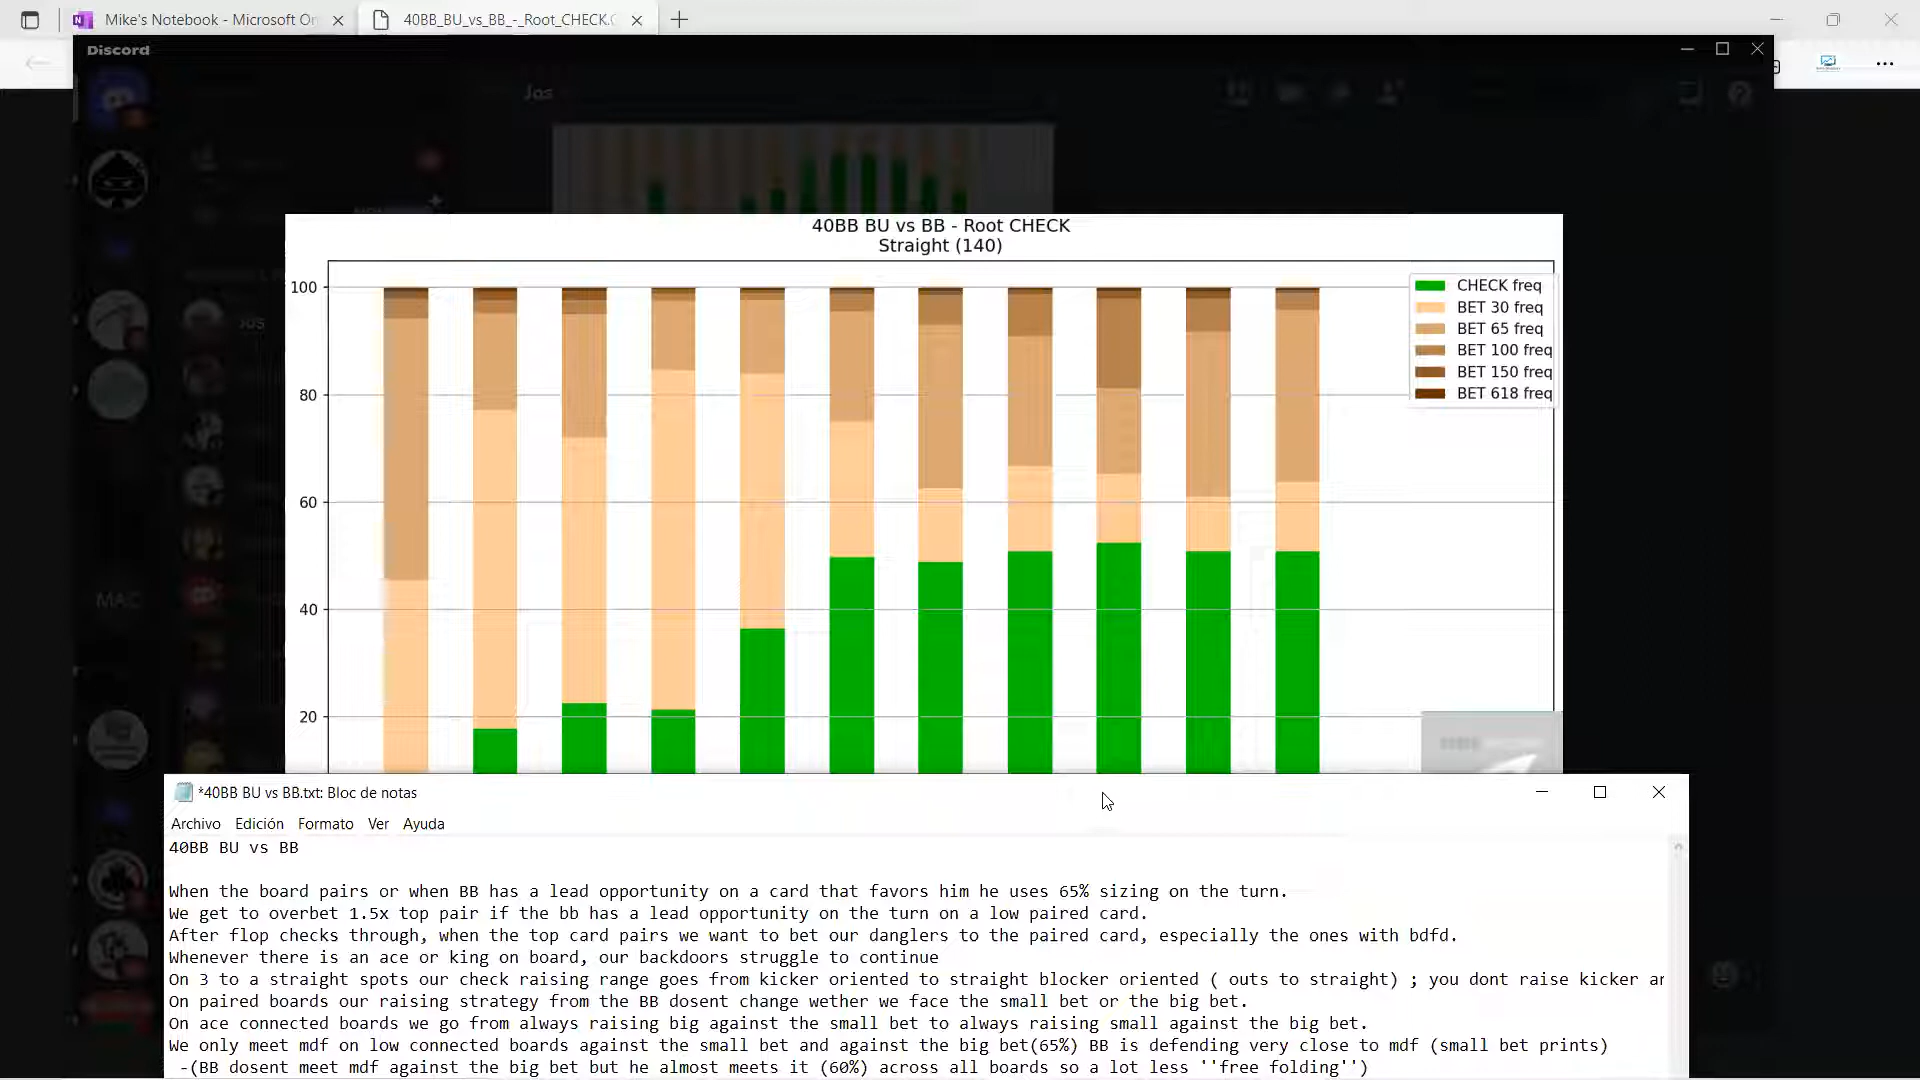 Mike's Notebook - Microsoft On
40BB_BU_vs_BB_-_Root_CHECK.
Discord
Jos
Jos
MAC
40BB BU vs BB - Root CHECK
Straight (140)
100
80
60
40
20
CHECK freq
BET 30 freq
BET 65 freq
BET 100 freq
BET 150 freq
BET 618 freq
*40BB BU vs BB.txt: Bloc de notas
Archivo Edición Formato Ver Ayuda
40BB BU vs BB
When the board pairs or when BB has a lead opportunity on a card that favors him he uses 65% sizing on the turn.
We get to overbet 1.5x top pair if the bb has a lead opportunity on the turn on a low paired card.
After flop checks through, when the top card pairs we want to bet our danglers to the paired card, especially the ones with bdfd.
Whenever there is an ace or king on board, our backdoors struggle to continue
On 3 to a straight spots our check raising range goes from kicker oriented to straight blocker oriented ( outs to straight) ; you dont raise kicker ar
On paired boards our raising strategy from the BB dosent change wether we face the small bet or the big bet.
On ace connected boards we go from always raising big against the small bet to always raising small against the big bet.
We only meet mdf on low connected boards against the small bet and against the big bet(65%) BB is defending very close to mdf (small bet prints)
-(BB dosent meet mdf against the big bet but he almost meets it (60%) across all boards so a lot less ''free folding'')